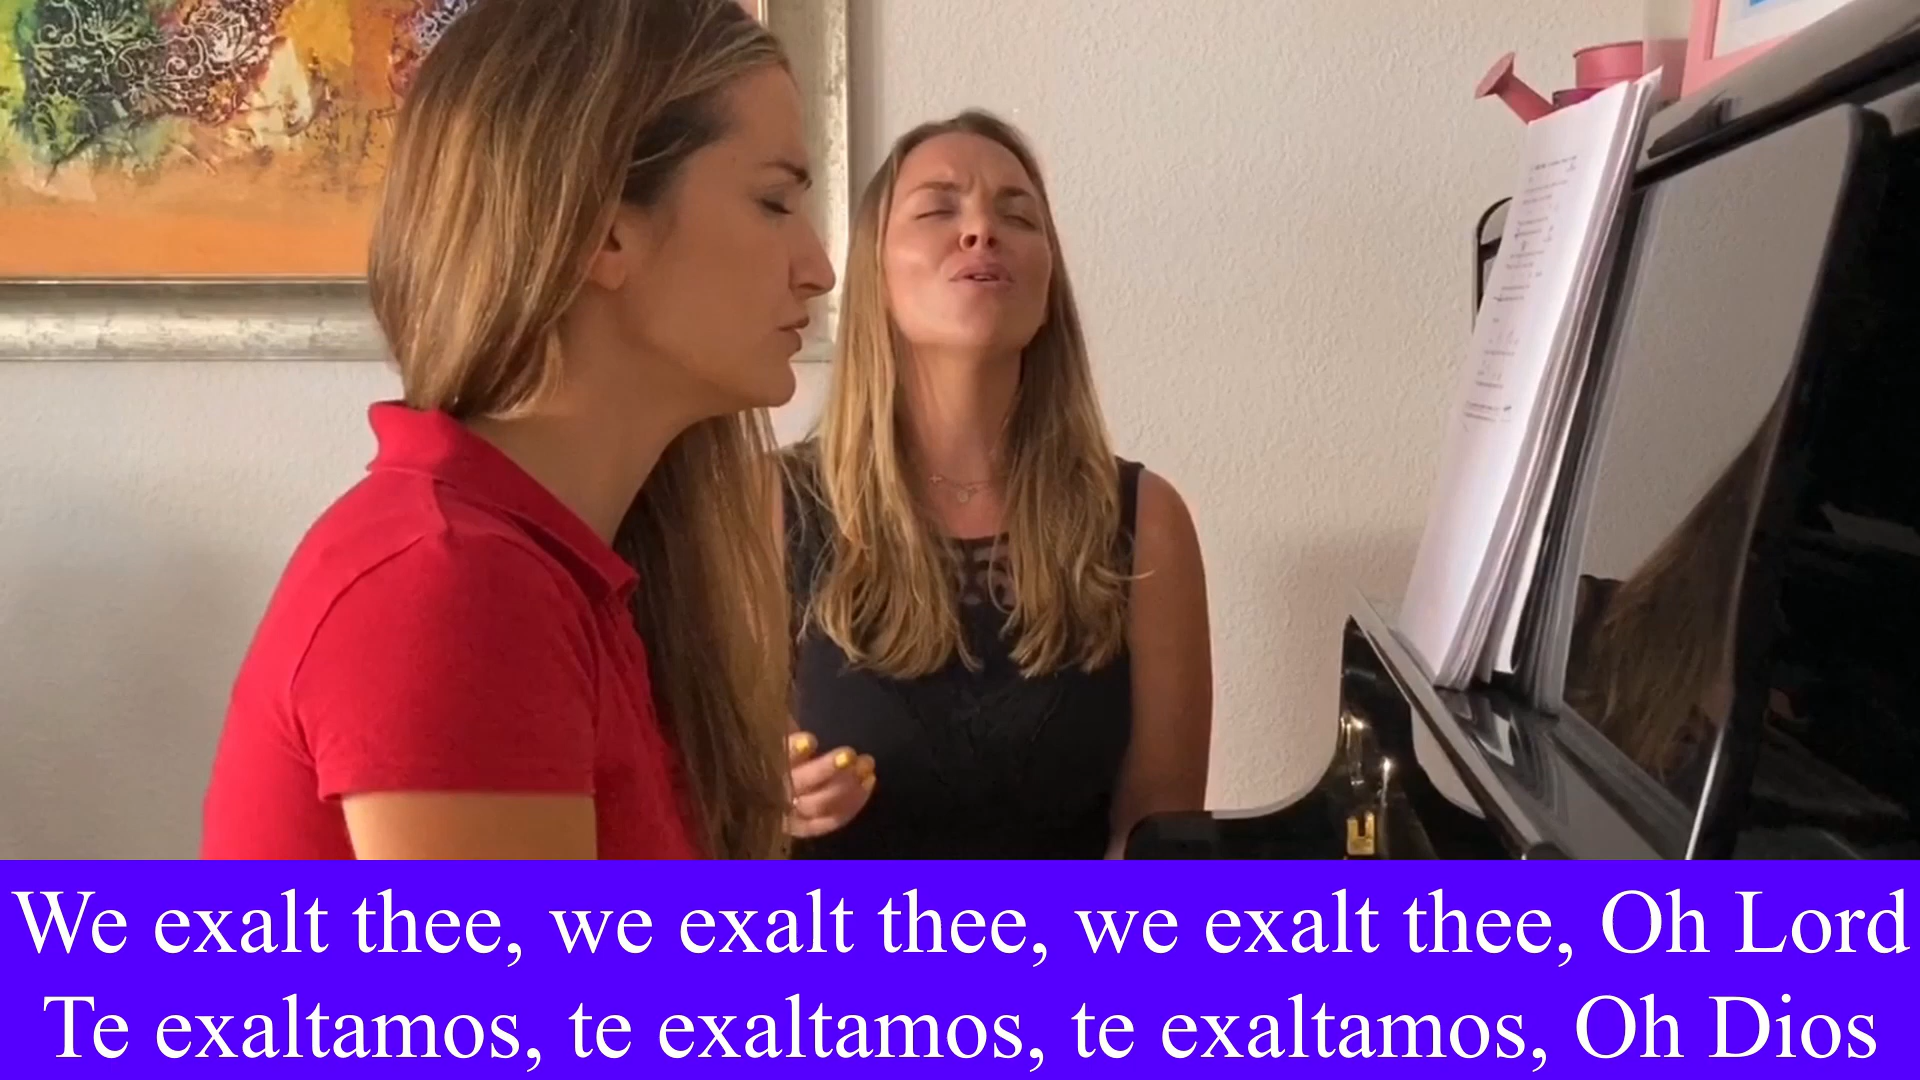 We exalt thee, we exalt thee, we exalt thee, Oh Lord
Te exaltamos, te exaltamos, te exaltamos, Oh Dios